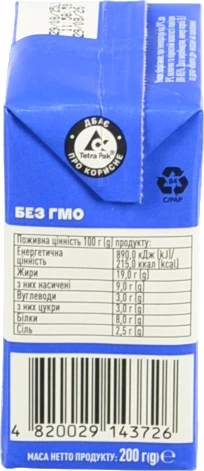 ДБАЄ
ПРО КОРИСНЕ
Tetra Pak®
84
C/PAP
БЕЗ ГМО
Поживна цінність 100 г(g) продукту:
Енергетична цінність 890,0 кДж (kJ)/ 215,0 ккал (kcal)
Жири 19,0 г(g)
з них насичені 9,0 г(g)
Вуглеводи 3,0 г(g)
з них цукри 3,0 г(g)
Білки 8,0 г(g)
Сіль 2,5 г(g)
4 820029 143726
МАСА НЕТТО ПРОДУКТУ: 200 г(g)℮